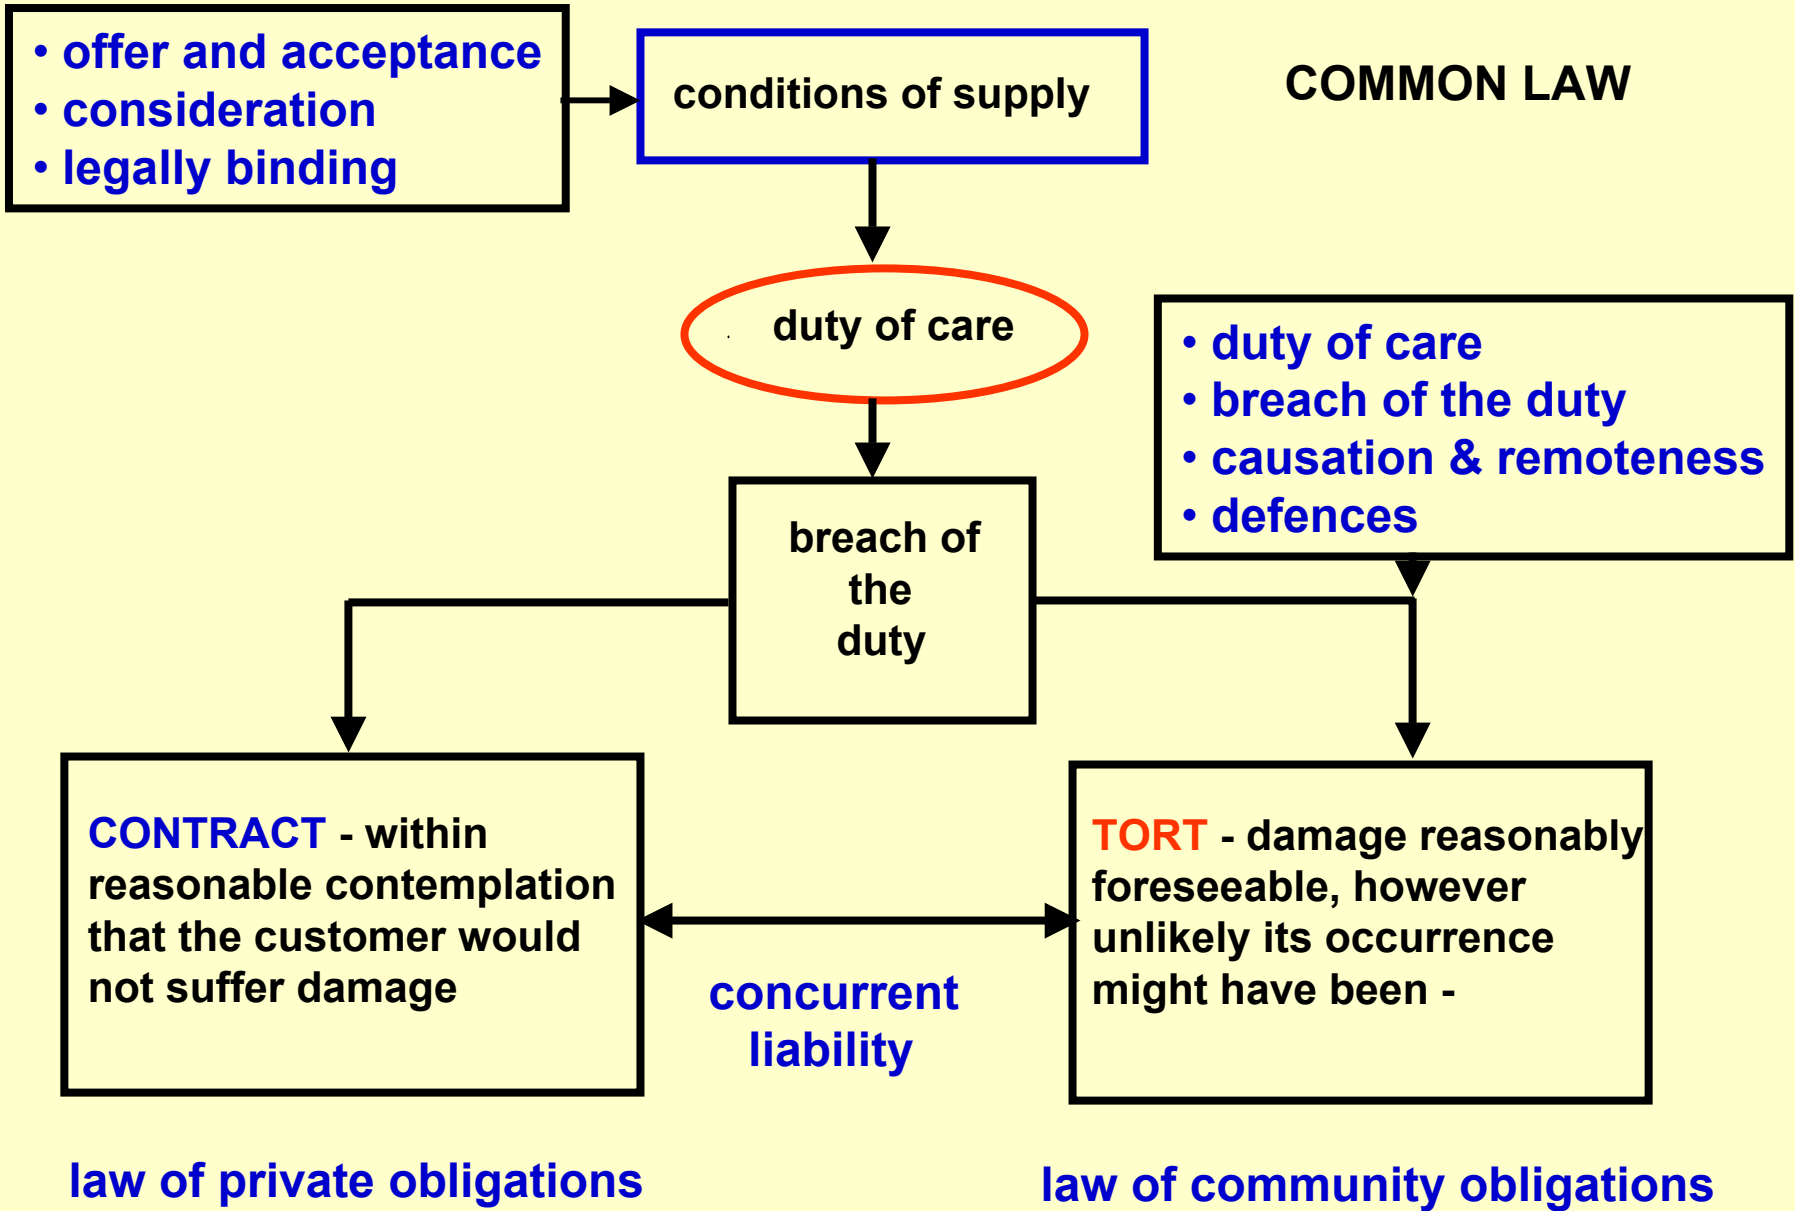 • offer and acceptance
• consideration
• legally binding
conditions of supply
COMMON LAW
duty of care
• duty of care
• breach of the duty
• causation & remoteness
• defences
breach of
the
duty
CONTRACT - within
reasonable contemplation
that the customer would
not suffer damage
concurrent
liability
TORT - damage reasonably
foreseeable, however
unlikely its occurrence
might have been -
law of private obligations
law of community obligations